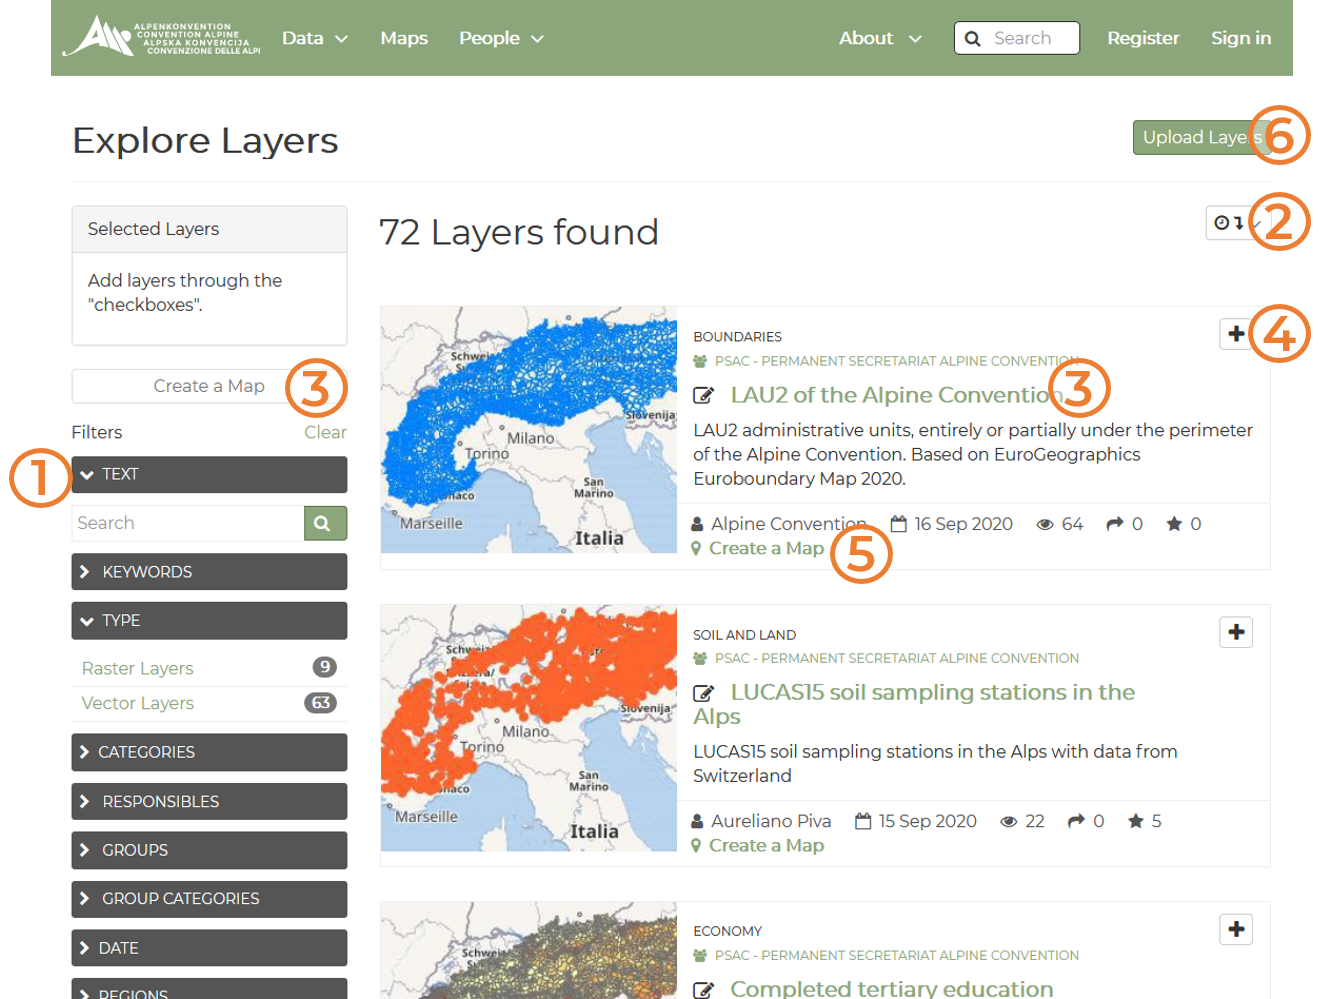 ALPENKONVENTION
CONVENTION ALPINE
ALPSKA KONVENCIJA
CONVENZIONE DELLE ALPI
Data
Maps
People
About
Search
Register
Sign in
Explore Layers
Upload Layers
6
Selected Layers
Add layers through the
"checkboxes".
72 Layers found
2
Create a Map
3
Filters
Clear
1
TEXT
Search
KEYWORDS
TYPE
Raster Layers 9
Vector Layers 63
CATEGORIES
RESPONSIBLES
GROUPS
GROUP CATEGORIES
DATE
REGIONS
Schweiz
Slovenija
Milano
Torino
San
Marino
Monaco
Marseille
Italia
BOUNDARIES
4
PSAC - PERMANENT SECRETARIAT ALPINE CONVENTION
LAU2 of the Alpine Convention
3
LAU2 administrative units, entirely or partially under the perimeter
of the Alpine Convention. Based on EuroGeographics
Euroboundary Map 2020.
Alpine Convention 16 Sep 2020 64 0 0
Create a Map
5
Schweiz/
Slovenija
Milano
Torino
San
Marino
Marseille
Italia
SOIL AND LAND
PSAC - PERMANENT SECRETARIAT ALPINE CONVENTION
LUCAS15 soil sampling stations in the
Alps
LUCAS15 soil sampling stations in the Alps with data from
Switzerland
Aureliano Piva 15 Sep 2020 22 0 5
Create a Map
Schweiz
ECONOMY
PSAC - PERMANENT SECRETARIAT ALPINE CONVENTION
Completed tertiary education